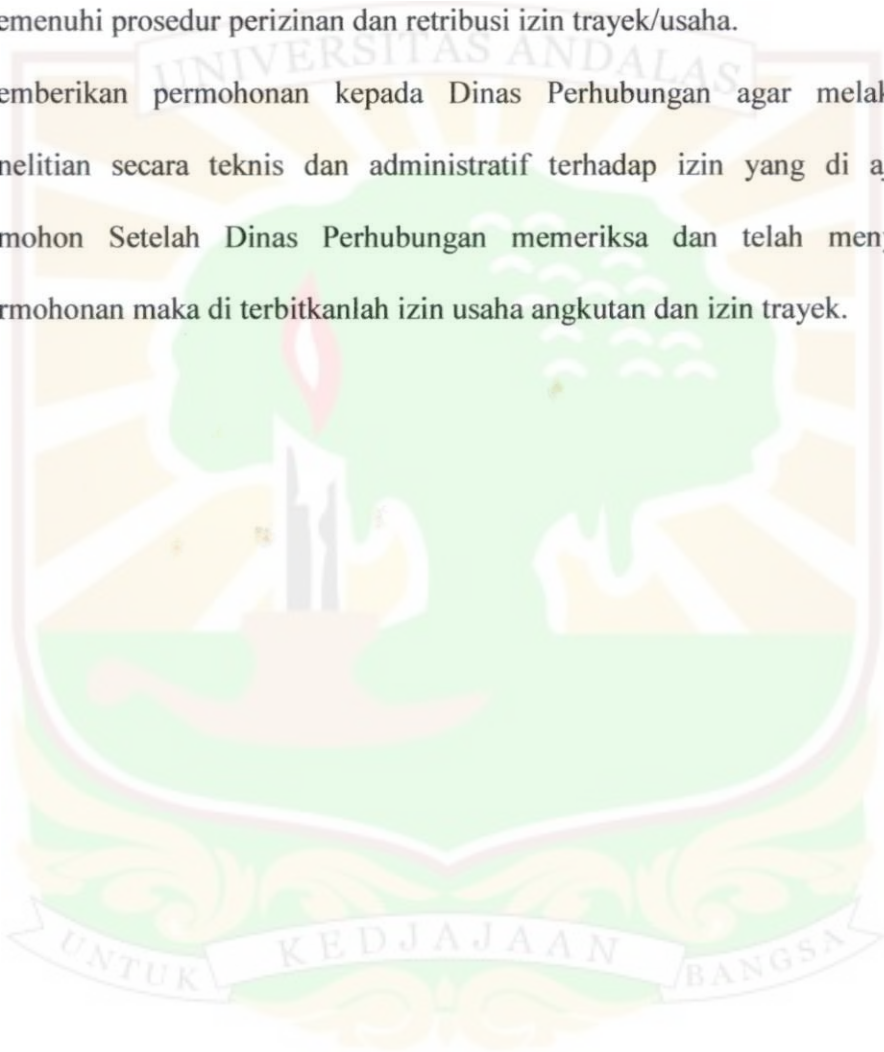 emenuhi prosedur perizinan dan retribusi izin trayek/usaha.
UNIVERSITAS ANDALAS
emberikan permohonan kepada Dinas Perhubungan agar melak
nelitian secara teknis dan administratif terhadap izin yang di a
mohon Setelah Dinas Perhubungan memeriksa dan telah men
rmohonan maka di terbitkanlah izin usaha angkutan dan izin trayek.
UNTUK KEDJAJAAN BANGSA